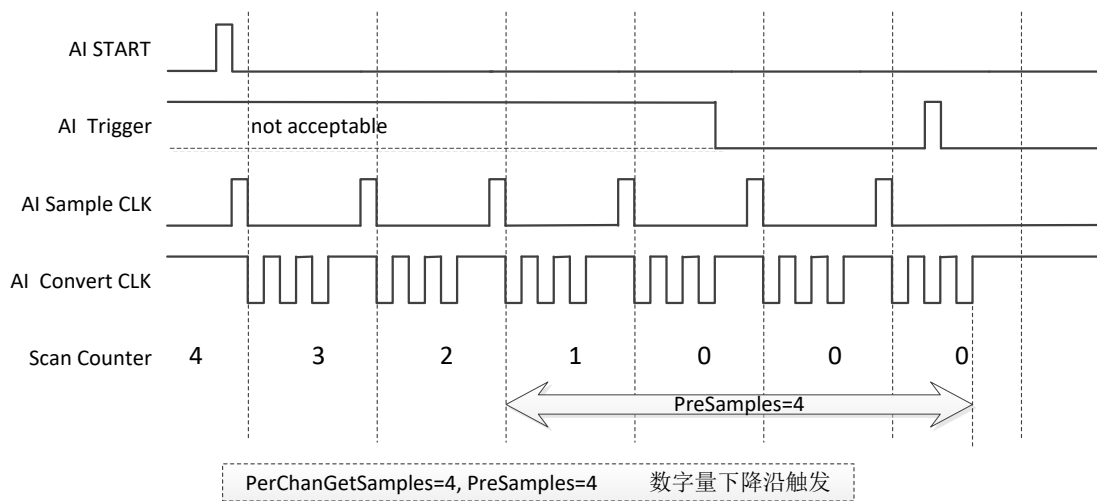 AI START
AI Trigger
not acceptable
AI Sample CLK
AI Convert CLK
Scan Counter 4 3 2 1 0 0 0
PreSamples=4
PerChanGetSamples=4, PreSamples=4 数字量下降沿触发